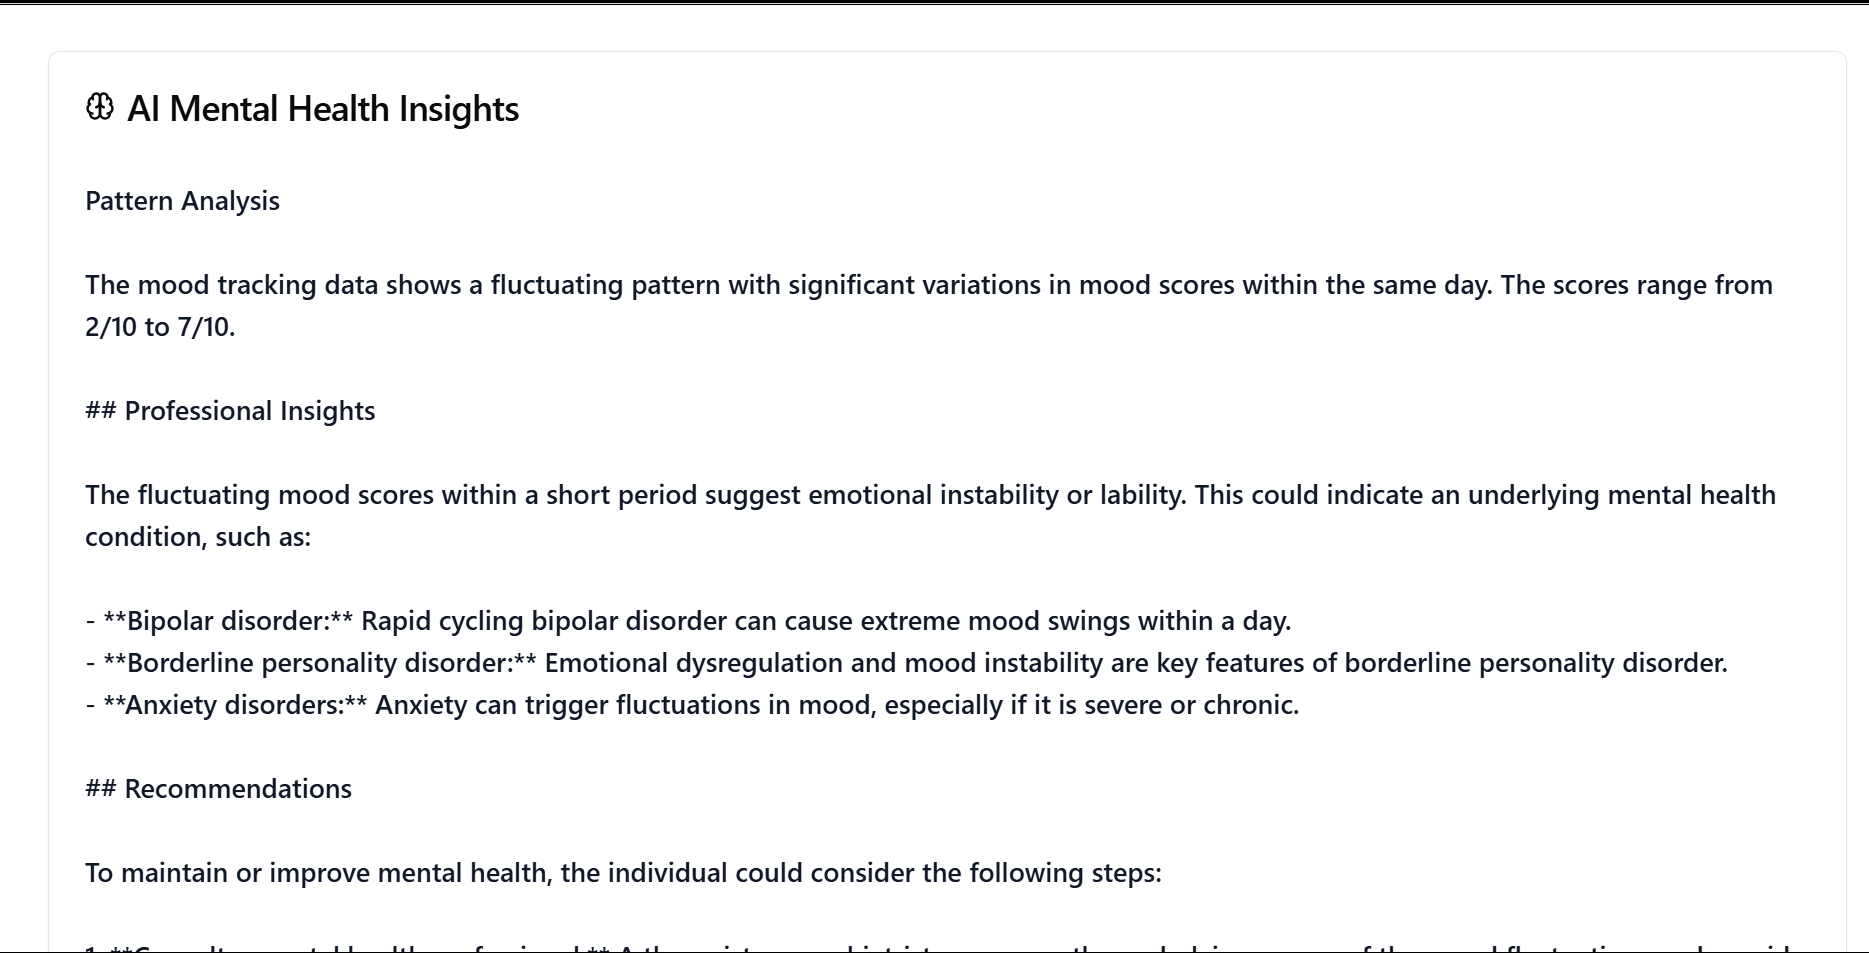 AI Mental Health Insights
Pattern Analysis
The mood tracking data shows a fluctuating pattern with significant variations in mood scores within the same day. The scores range from
2/10 to 7/10.
## Professional Insights
The fluctuating mood scores within a short period suggest emotional instability or lability. This could indicate an underlying mental health
condition, such as:
- **Bipolar disorder:** Rapid cycling bipolar disorder can cause extreme mood swings within a day.
- **Borderline personality disorder:** Emotional dysregulation and mood instability are key features of borderline personality disorder.
- **Anxiety disorders:** Anxiety can trigger fluctuations in mood, especially if it is severe or chronic.
## Recommendations
To maintain or improve mental health, the individual could consider the following steps: